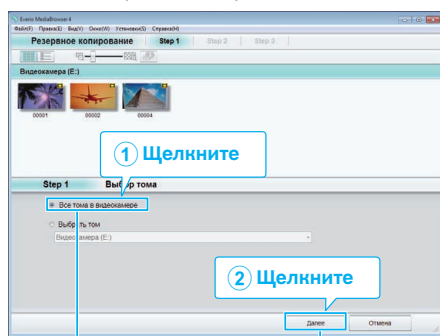 Everio MediaBrowser 4
Файл(F) Правка(E) Вид(V) Окно(W) Установки(S) Справка(H)
Резервное копирование Step 1 Step 2 Step 3
Видеокамера (E:)
00001 00002 00004
1 Щелкните
Step 1 Выбор тома
Все тома в видеокамере
Выбрать том
Видеокамера (E:)
2 Щелкните
Далее Отмена